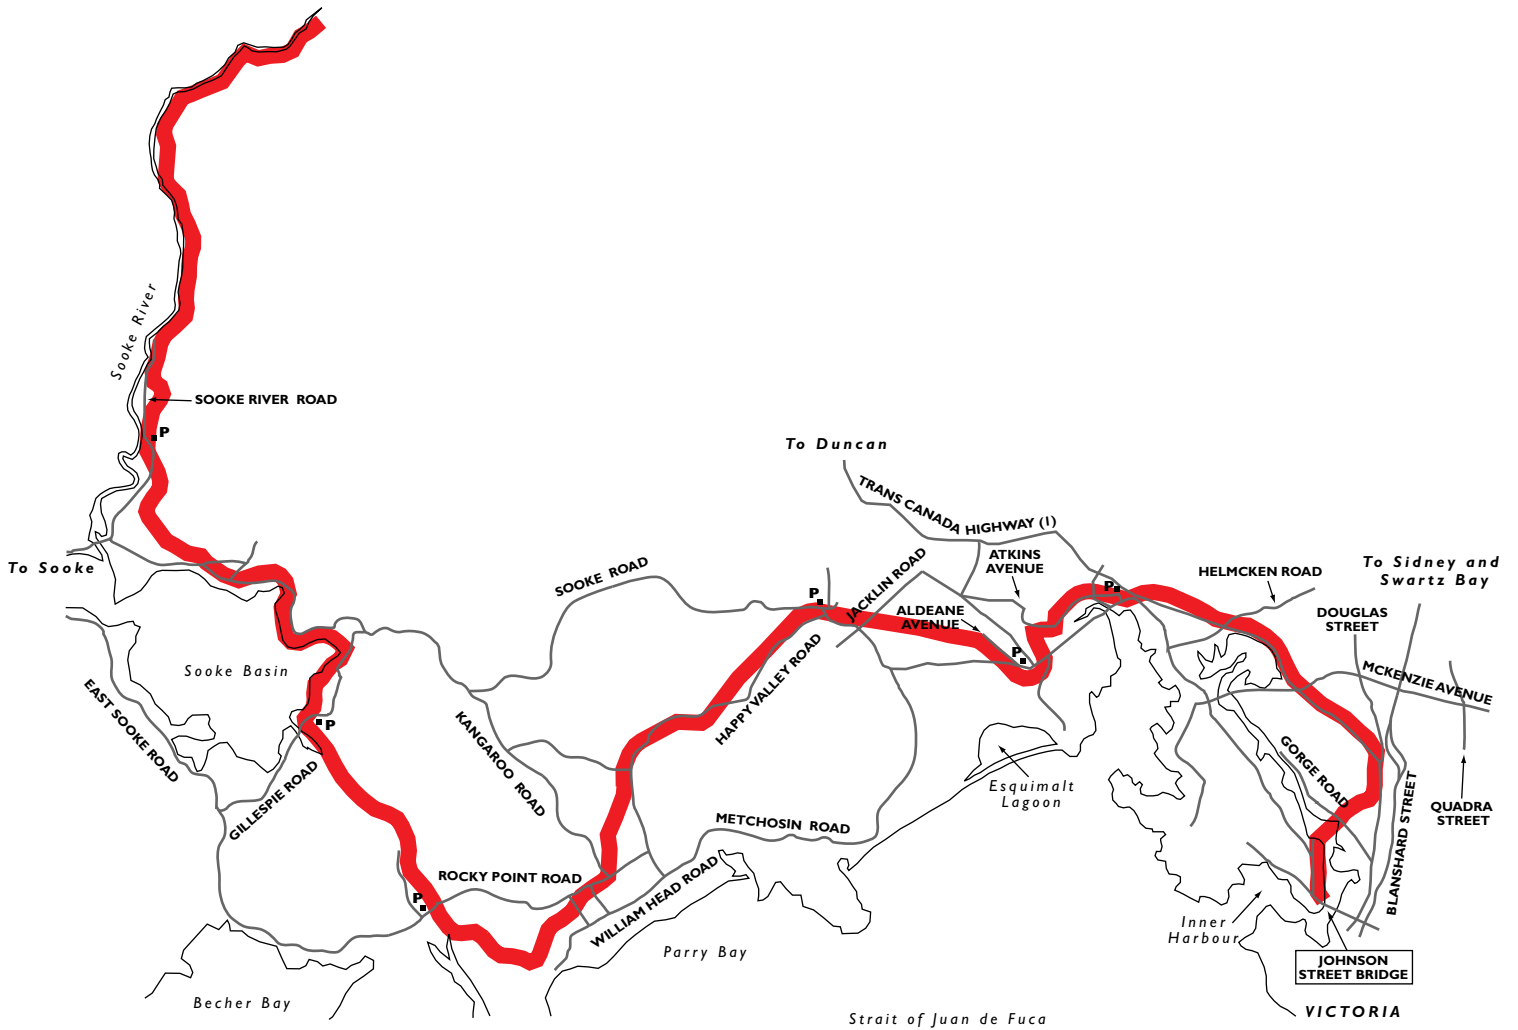 Sooke River
SOOKE RIVER ROAD
P
To Duncan
TRANS CANADA HIGHWAY (1)
ATKINS
AVENUE
JACKLIN ROAD
HELMCKEN ROAD
To Sidney and
Swartz Bay
To Sooke
SOOKE ROAD
P
P
ALDEANE
AVENUE
DOUGLAS
STREET
P
Sooke Basin
EAST SOOKE ROAD
P
HAPPY VALLEY ROAD
MCKENZIE AVENUE
KANGAROO ROAD
GILLESPIE ROAD
GORGE ROAD
Esquimalt
Lagoon
QUADRA
STREET
METCHOSIN ROAD
BLANSHARD STREET
ROCKY POINT ROAD
P
WILLIAM HEAD ROAD
Inner
Harbour
Parry Bay
JOHNSON
STREET BRIDGE
Becher Bay
VICTORIA
Strait of Juan de Fuca